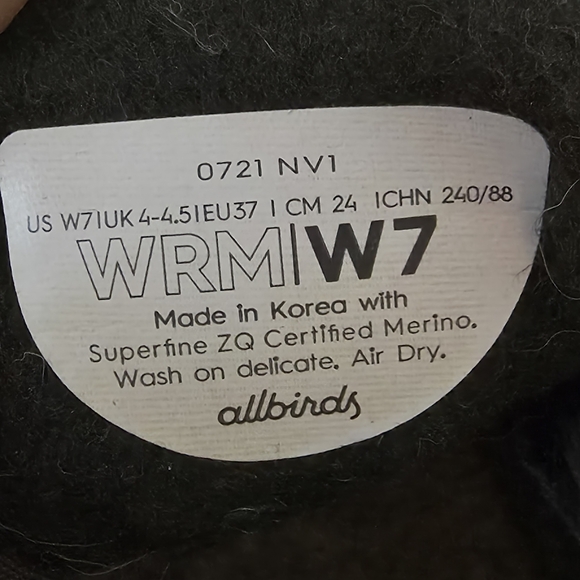 0721 NV1
US W7|UK 4-4.5|EU37 | CM 24 |CHN 240/88
WRM|W7
Made in Korea with
Superfine ZQ Certified Merino.
Wash on delicate. Air Dry.
allbirds